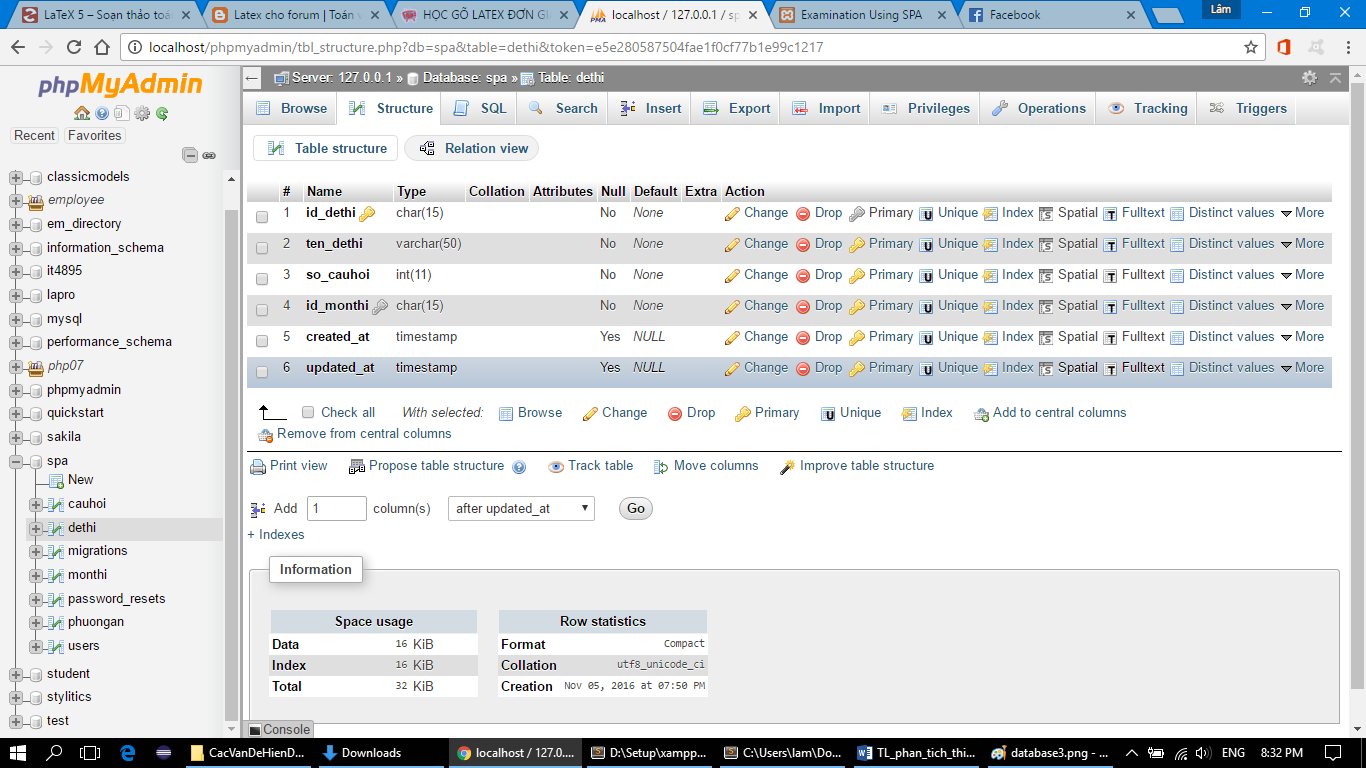 LaTeX 5 – Soạn thảo toán
Latex cho forum | Toán v
HỌC GÕ LATEX ĐƠN GI
localhost / 127.0.0.1 / sp
Examination Using SPA
Facebook
Lâm
localhost/phpmyadmin/tbl_structure.php?db=spa&table=dethi&token=e5e280587504fae1f0cf77b1e99c1217
phpMyAdmin
Recent Favorites
classicmodels
employee
em_directory
information_schema
it4895
lapro
mysql
performance_schema
php07
phpmyadmin
quickstart
sakila
spa
New
cauhoi
dethi
migrations
monthi
password_resets
phuongan
users
student
stylitics
test
Server: 127.0.0.1 » Database: spa » Table: dethi
Browse Structure SQL Search Insert Export Import Privileges Operations Tracking Triggers
Table structure Relation view
# Name Type Collation Attributes Null Default Extra Action
1 id_dethi char(15) No None Change Drop Primary Unique Index Spatial Fulltext Distinct values More
2 ten_dethi varchar(50) No None Change Drop Primary Unique Index Spatial Fulltext Distinct values More
3 so_cauhoi int(11) No None Change Drop Primary Unique Index Spatial Fulltext Distinct values More
4 id_monthi char(15) No None Change Drop Primary Unique Index Spatial Fulltext Distinct values More
5 created_at timestamp Yes NULL Change Drop Primary Unique Index Spatial Fulltext Distinct values More
6 updated_at timestamp Yes NULL Change Drop Primary Unique Index Spatial Fulltext Distinct values More
Check all With selected: Browse Change Drop Primary Unique Index Add to central columns
Remove from central columns
Print view Propose table structure Track table Move columns Improve table structure
Add 1 column(s) after updated_at Go
+ Indexes
Information
Space usage
Data 16 KiB
Index 16 KiB
Total 32 KiB
Row statistics
Format Compact
Collation utf8_unicode_ci
Creation Nov 05, 2016 at 07:50 PM
Console
CacVanDeHienD...
Downloads
localhost / 127.0....
D:\Setup\xampp...
C:\Users\lam\Do...
TL_phan_tich_thi...
database3.png - ...
ENG
8:32 PM